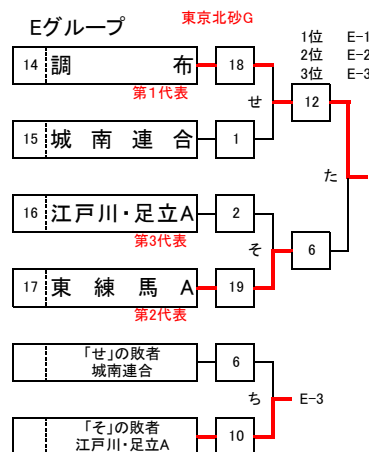 東京北砂G
Eグループ
1位 E-1
2位 E-2
3位 E-3
14 調布 18
第1代表
せ 12
15 城南連合 1
た
16 江戸川・足立A 2
第3代表
そ 6
17 東練馬A 19
第2代表
「せ」の敗者
城南連合 6
ち E-3
「そ」の敗者
江戸川・足立A 10